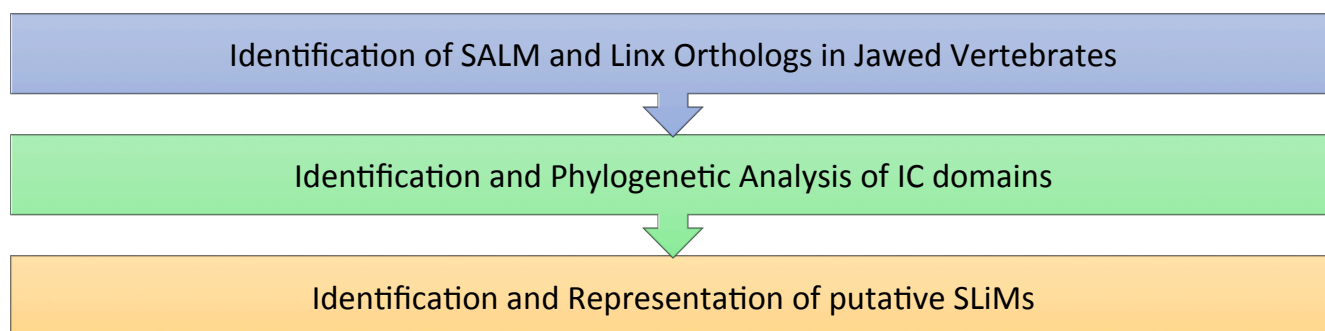 Identification of SALM and Linx Orthologs in Jawed Vertebrates
Identification and Phylogenetic Analysis of IC domains
Identification and Representation of putative SLiMs